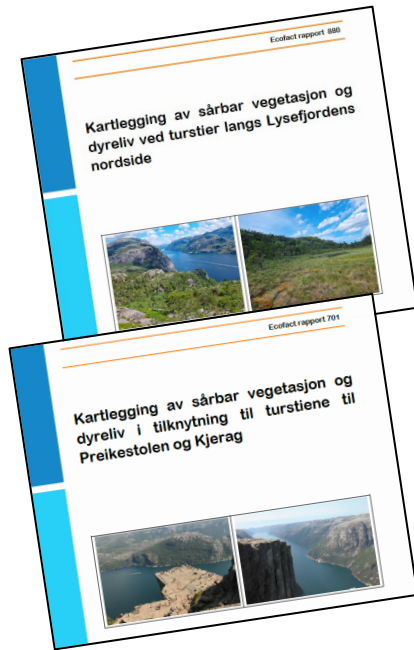 Ecofact rapport 880
Kartlegging av sårbar vegetasjon og
dyreliv ved turstier langs Lysefjordens
nordside
Ecofact rapport 701
Kartlegging av sårbar vegetasjon og
dyreliv i tilknytning til turstiene til
Preikestolen og Kjerag